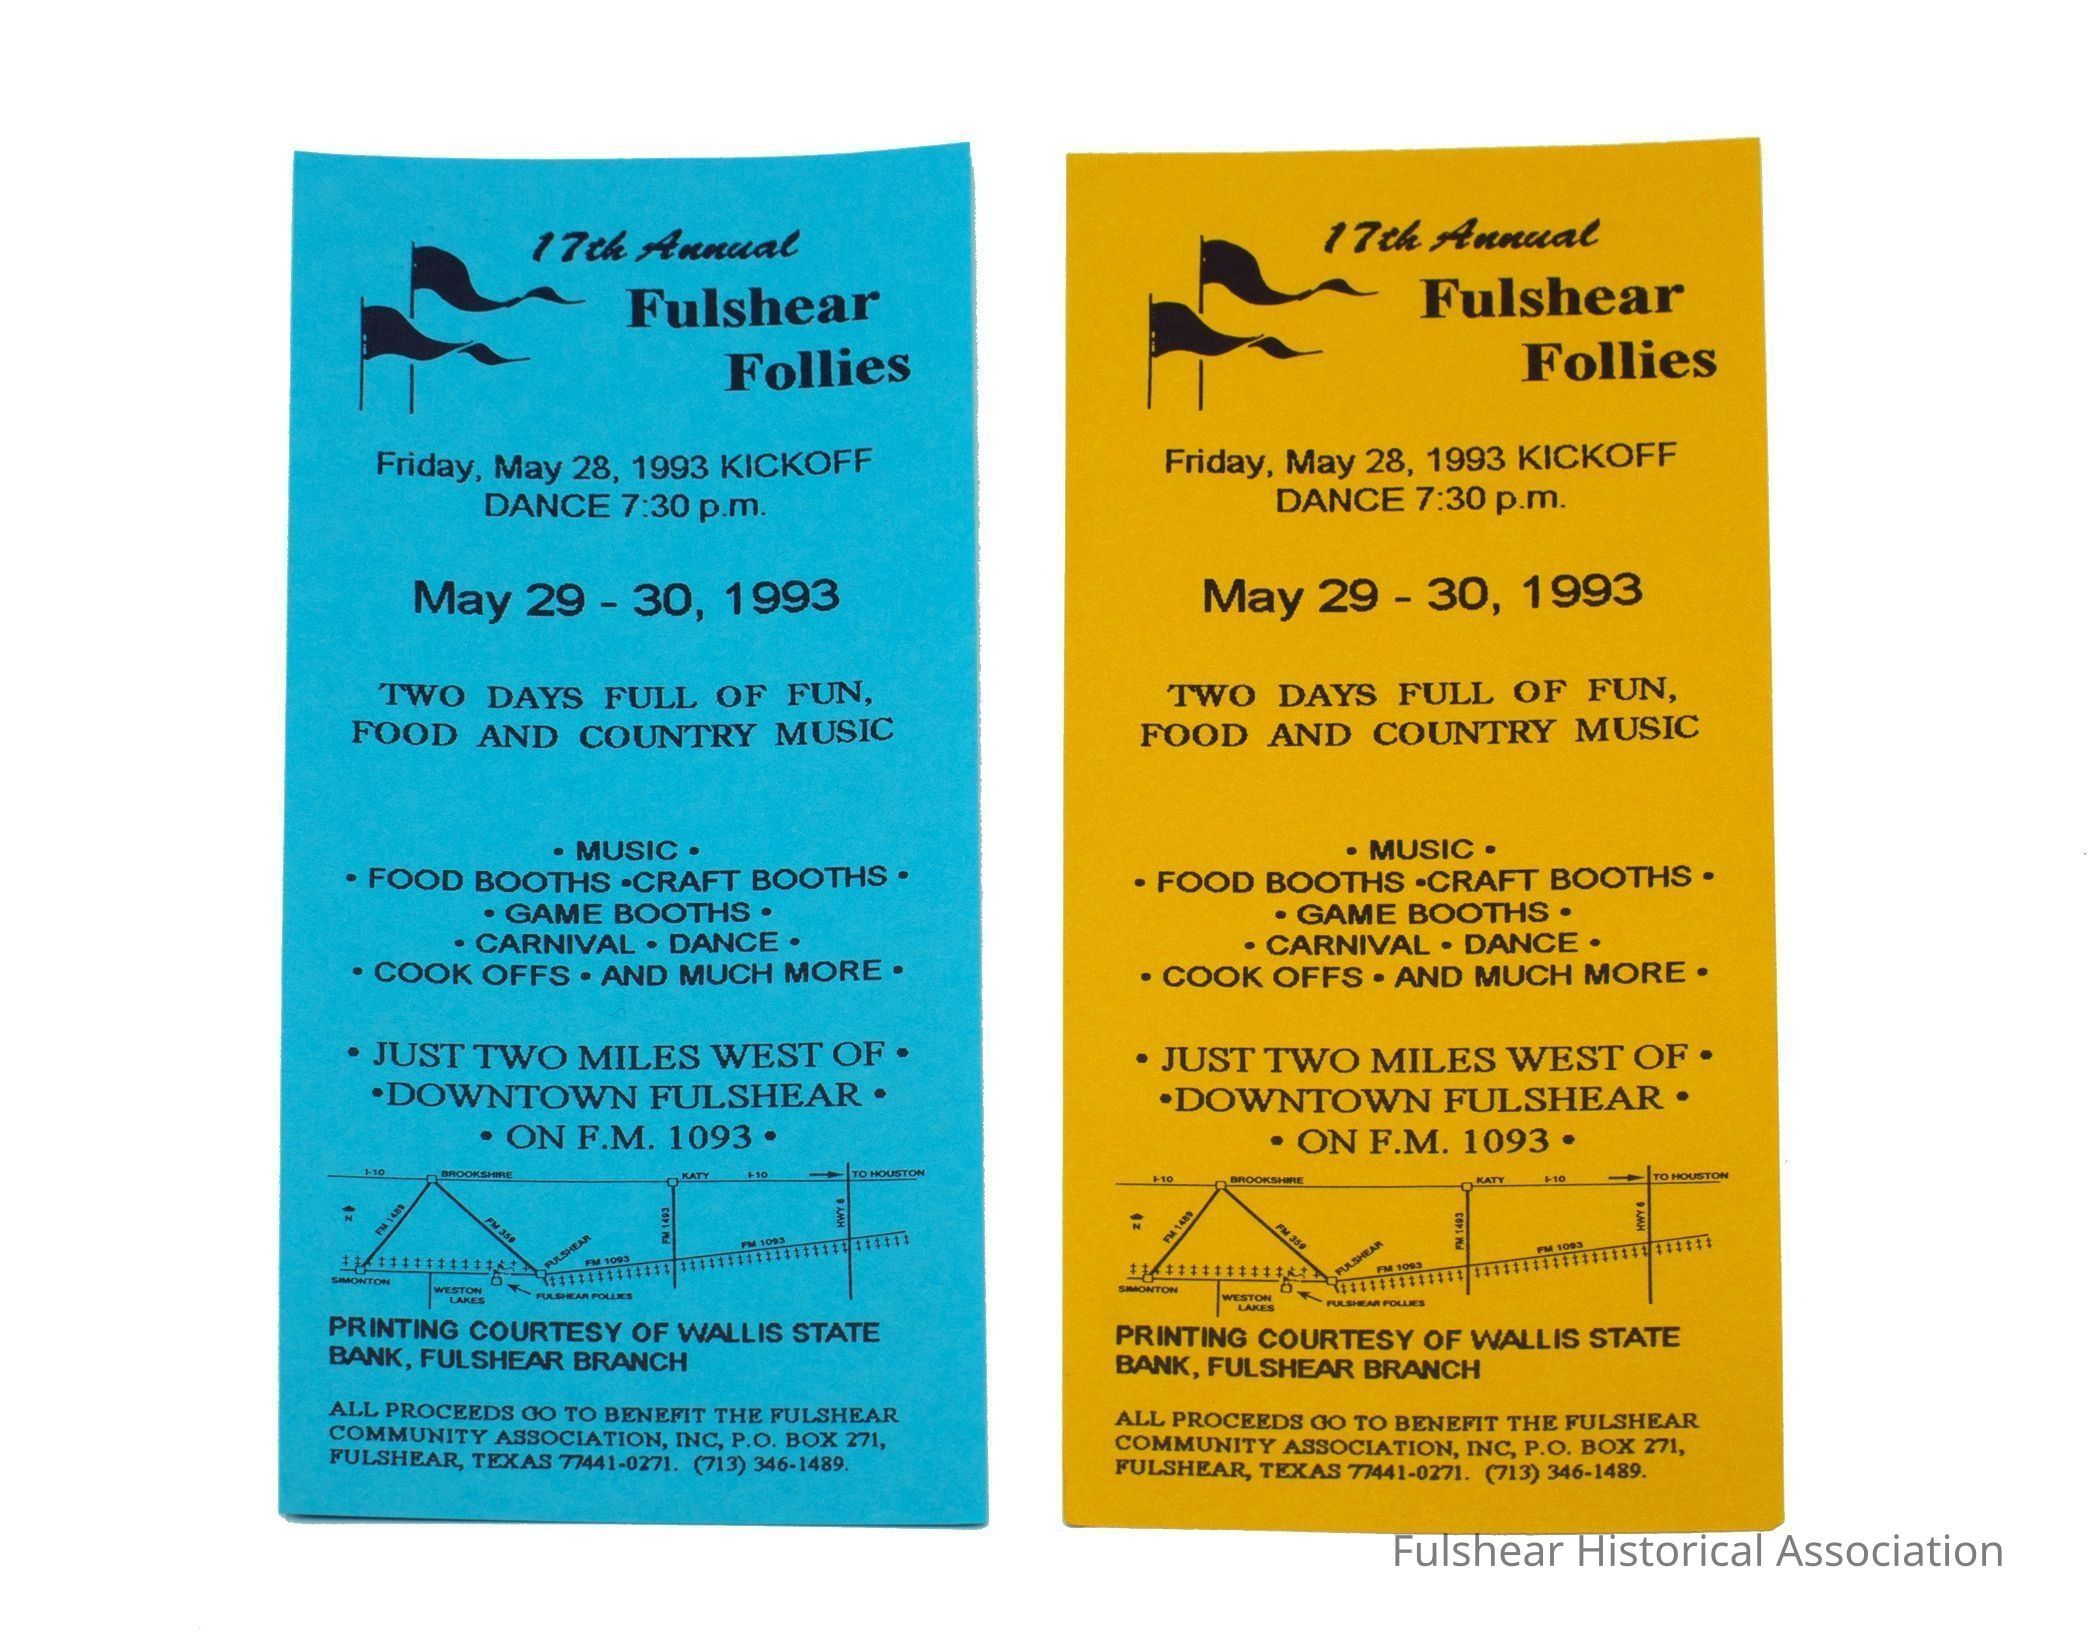 17th Annual
Fulshear
Follies
Friday, May 28, 1993 KICKOFF
DANCE 7:30 p.m.
May 29 - 30, 1993
TWO DAYS FULL OF FUN,
FOOD AND COUNTRY MUSIC
• MUSIC •
• FOOD BOOTHS •CRAFT BOOTHS •
• GAME BOOTHS •
• CARNIVAL • DANCE •
• COOK OFFS • AND MUCH MORE •
• JUST TWO MILES WEST OF •
•DOWNTOWN FULSHEAR •
• ON F.M. 1093 •
I-10 BROOKSHIRE KATY I-10 TO HOUSTON
N
FM 1489
FM 359
FULSHEAR
FM 1093
FM 1493
FM 1093
HWY 6
SIMONTON
WESTON
LAKES
FULSHEAR FOLLIES
PRINTING COURTESY OF WALLIS STATE
BANK, FULSHEAR BRANCH
ALL PROCEEDS GO TO BENEFIT THE FULSHEAR
COMMUNITY ASSOCIATION, INC, P.O. BOX 271,
FULSHEAR, TEXAS 77441-0271. (713) 346-1489.
17th Annual
Fulshear
Follies
Friday, May 28, 1993 KICKOFF
DANCE 7:30 p.m.
May 29 - 30, 1993
TWO DAYS FULL OF FUN,
FOOD AND COUNTRY MUSIC
• MUSIC •
• FOOD BOOTHS •CRAFT BOOTHS •
• GAME BOOTHS •
• CARNIVAL • DANCE •
• COOK OFFS • AND MUCH MORE •
• JUST TWO MILES WEST OF •
•DOWNTOWN FULSHEAR •
• ON F.M. 1093 •
I-10 BROOKSHIRE KATY I-10 TO HOUSTON
N
FM 1489
FM 359
FULSHEAR
FM 1093
FM 1493
FM 1093
HWY 6
SIMONTON
WESTON
LAKES
FULSHEAR FOLLIES
PRINTING COURTESY OF WALLIS STATE
BANK, FULSHEAR BRANCH
ALL PROCEEDS GO TO BENEFIT THE FULSHEAR
COMMUNITY ASSOCIATION, INC, P.O. BOX 271,
FULSHEAR, TEXAS 77441-0271. (713) 346-1489.
Fulshear Historical Association